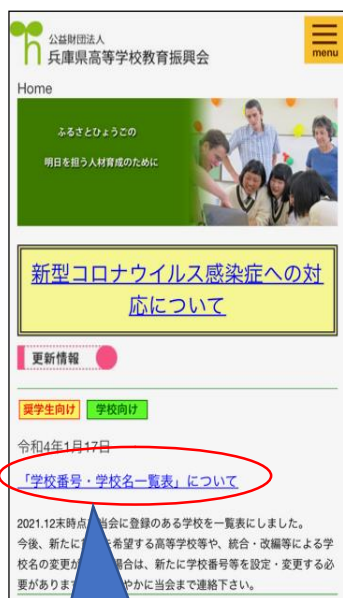 公益財団法人
兵庫県高等学校教育振興会
menu
Home
ふるさとひょうごの
明日を担う人材育成のために
新型コロナウイルス感染症への対
応について
更新情報
奨学生向け 学校向け
令和4年1月17日
「学校番号・学校名一覧表」について
2021.12末時点 当会に登録のある学校を一覧表にしました。
今後、新たに を希望する高等学校等や、統合・改編等による学
校名の変更が 場合は、新たに学校番号等を設定・変更する必
要がありま やかに当会まで連絡下さい。